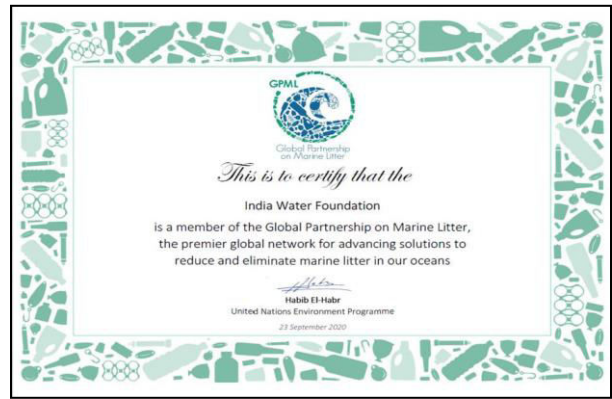 GPML
Global Partnership
on Marine Litter
This is to certify that the
India Water Foundation
is a member of the Global Partnership on Marine Litter,
the premier global network for advancing solutions to
reduce and eliminate marine litter in our oceans
Habib El-Habr
United Nations Environment Programme
23 September 2020